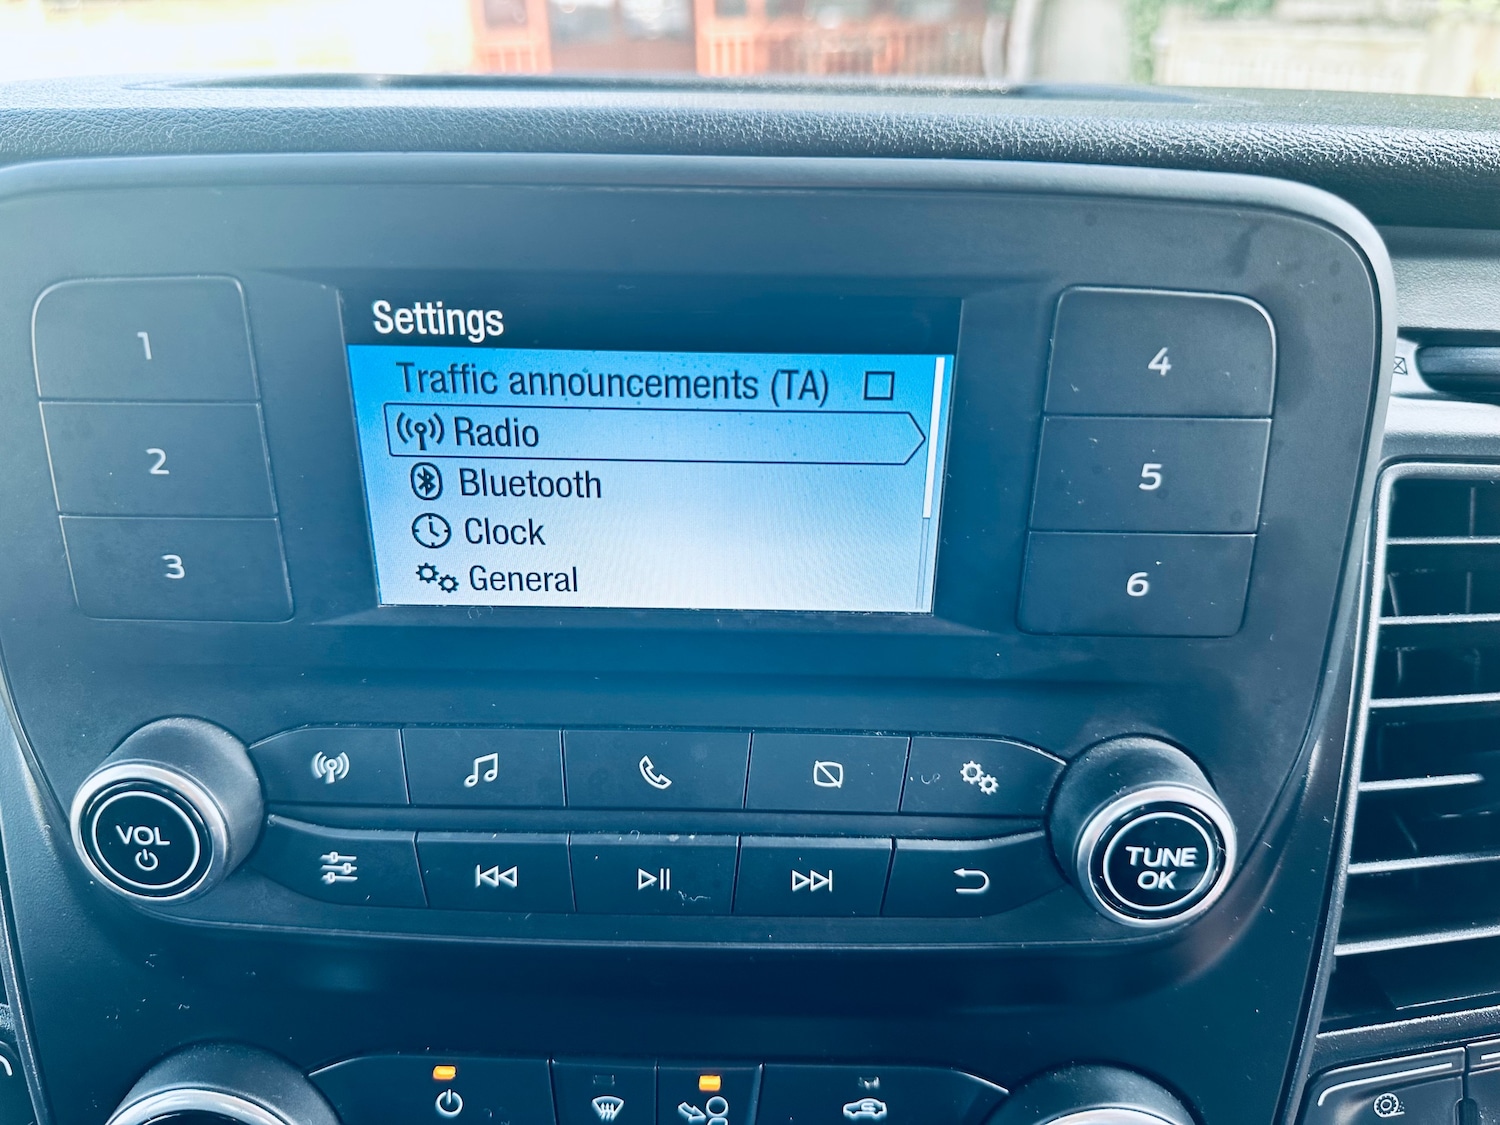 Settings
Traffic announcements (TA)
Radio
Bluetooth
Clock
General
1
2
3
4
5
6
VOL
TUNE
OK